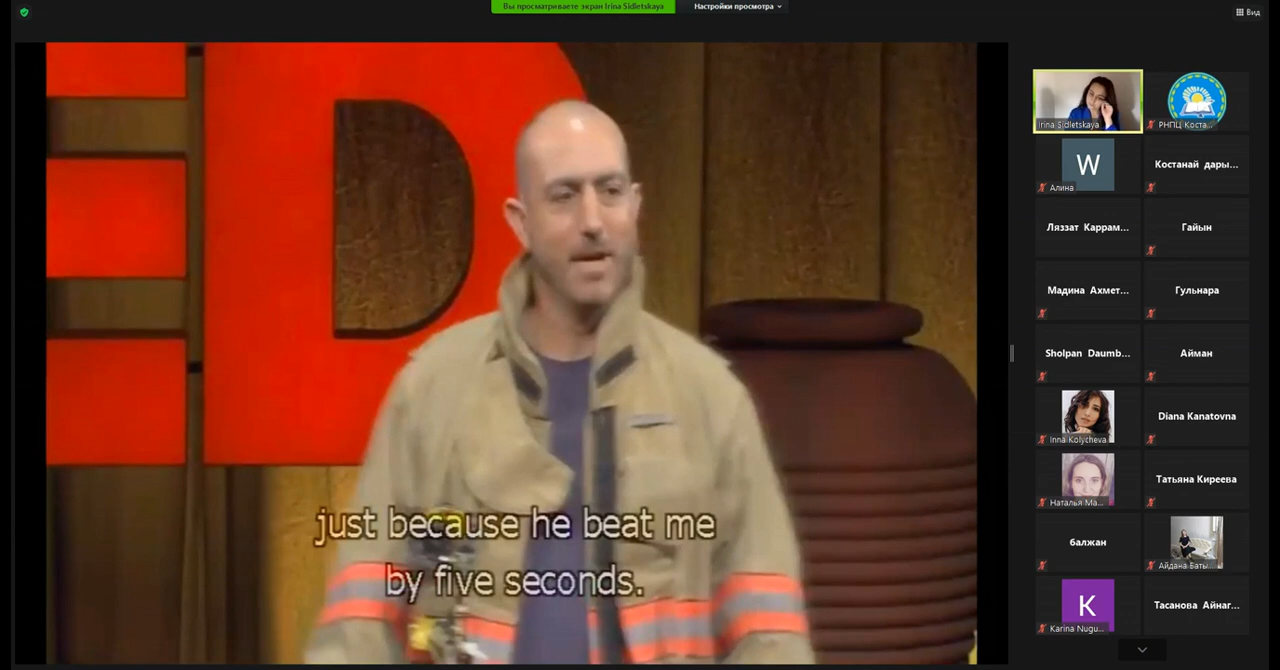 Вы просматриваете экран Irina Sidletskaya
Настройки просмотра
Вид
ED
just because he beat me
by five seconds.
Irina Sidletskaya
РНПЦ Коста...
W
Алина
Костанай дары...
Ляззат Каррам...
Гайын
Мадина Ахмет...
Гульнара
Sholpan Daumb...
Айман
Inna Kolycheva
Diana Kanatovna
Наталья Ма...
Татьяна Киреева
балжан
Айдана Баты...
K
Karina Nugu...
Тасанова Айнаг...